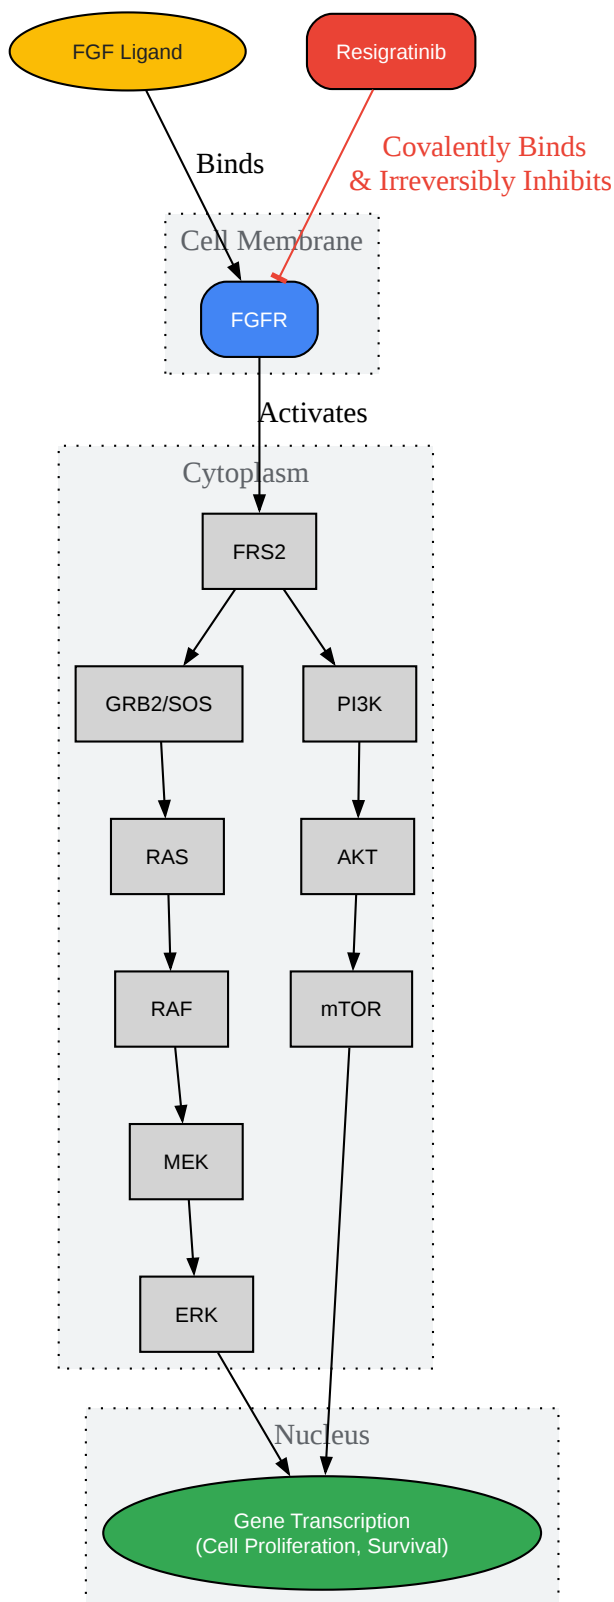 FGF Ligand
Resigratinib
Binds
Covalently Binds
& Irreversibly Inhibits
Cell Membrane
FGFR
Activates
Cytoplasm
FRS2
GRB2/SOS
PI3K
RAS
AKT
RAF
mTOR
MEK
ERK
Nucleus
Gene Transcription
(Cell Proliferation, Survival)